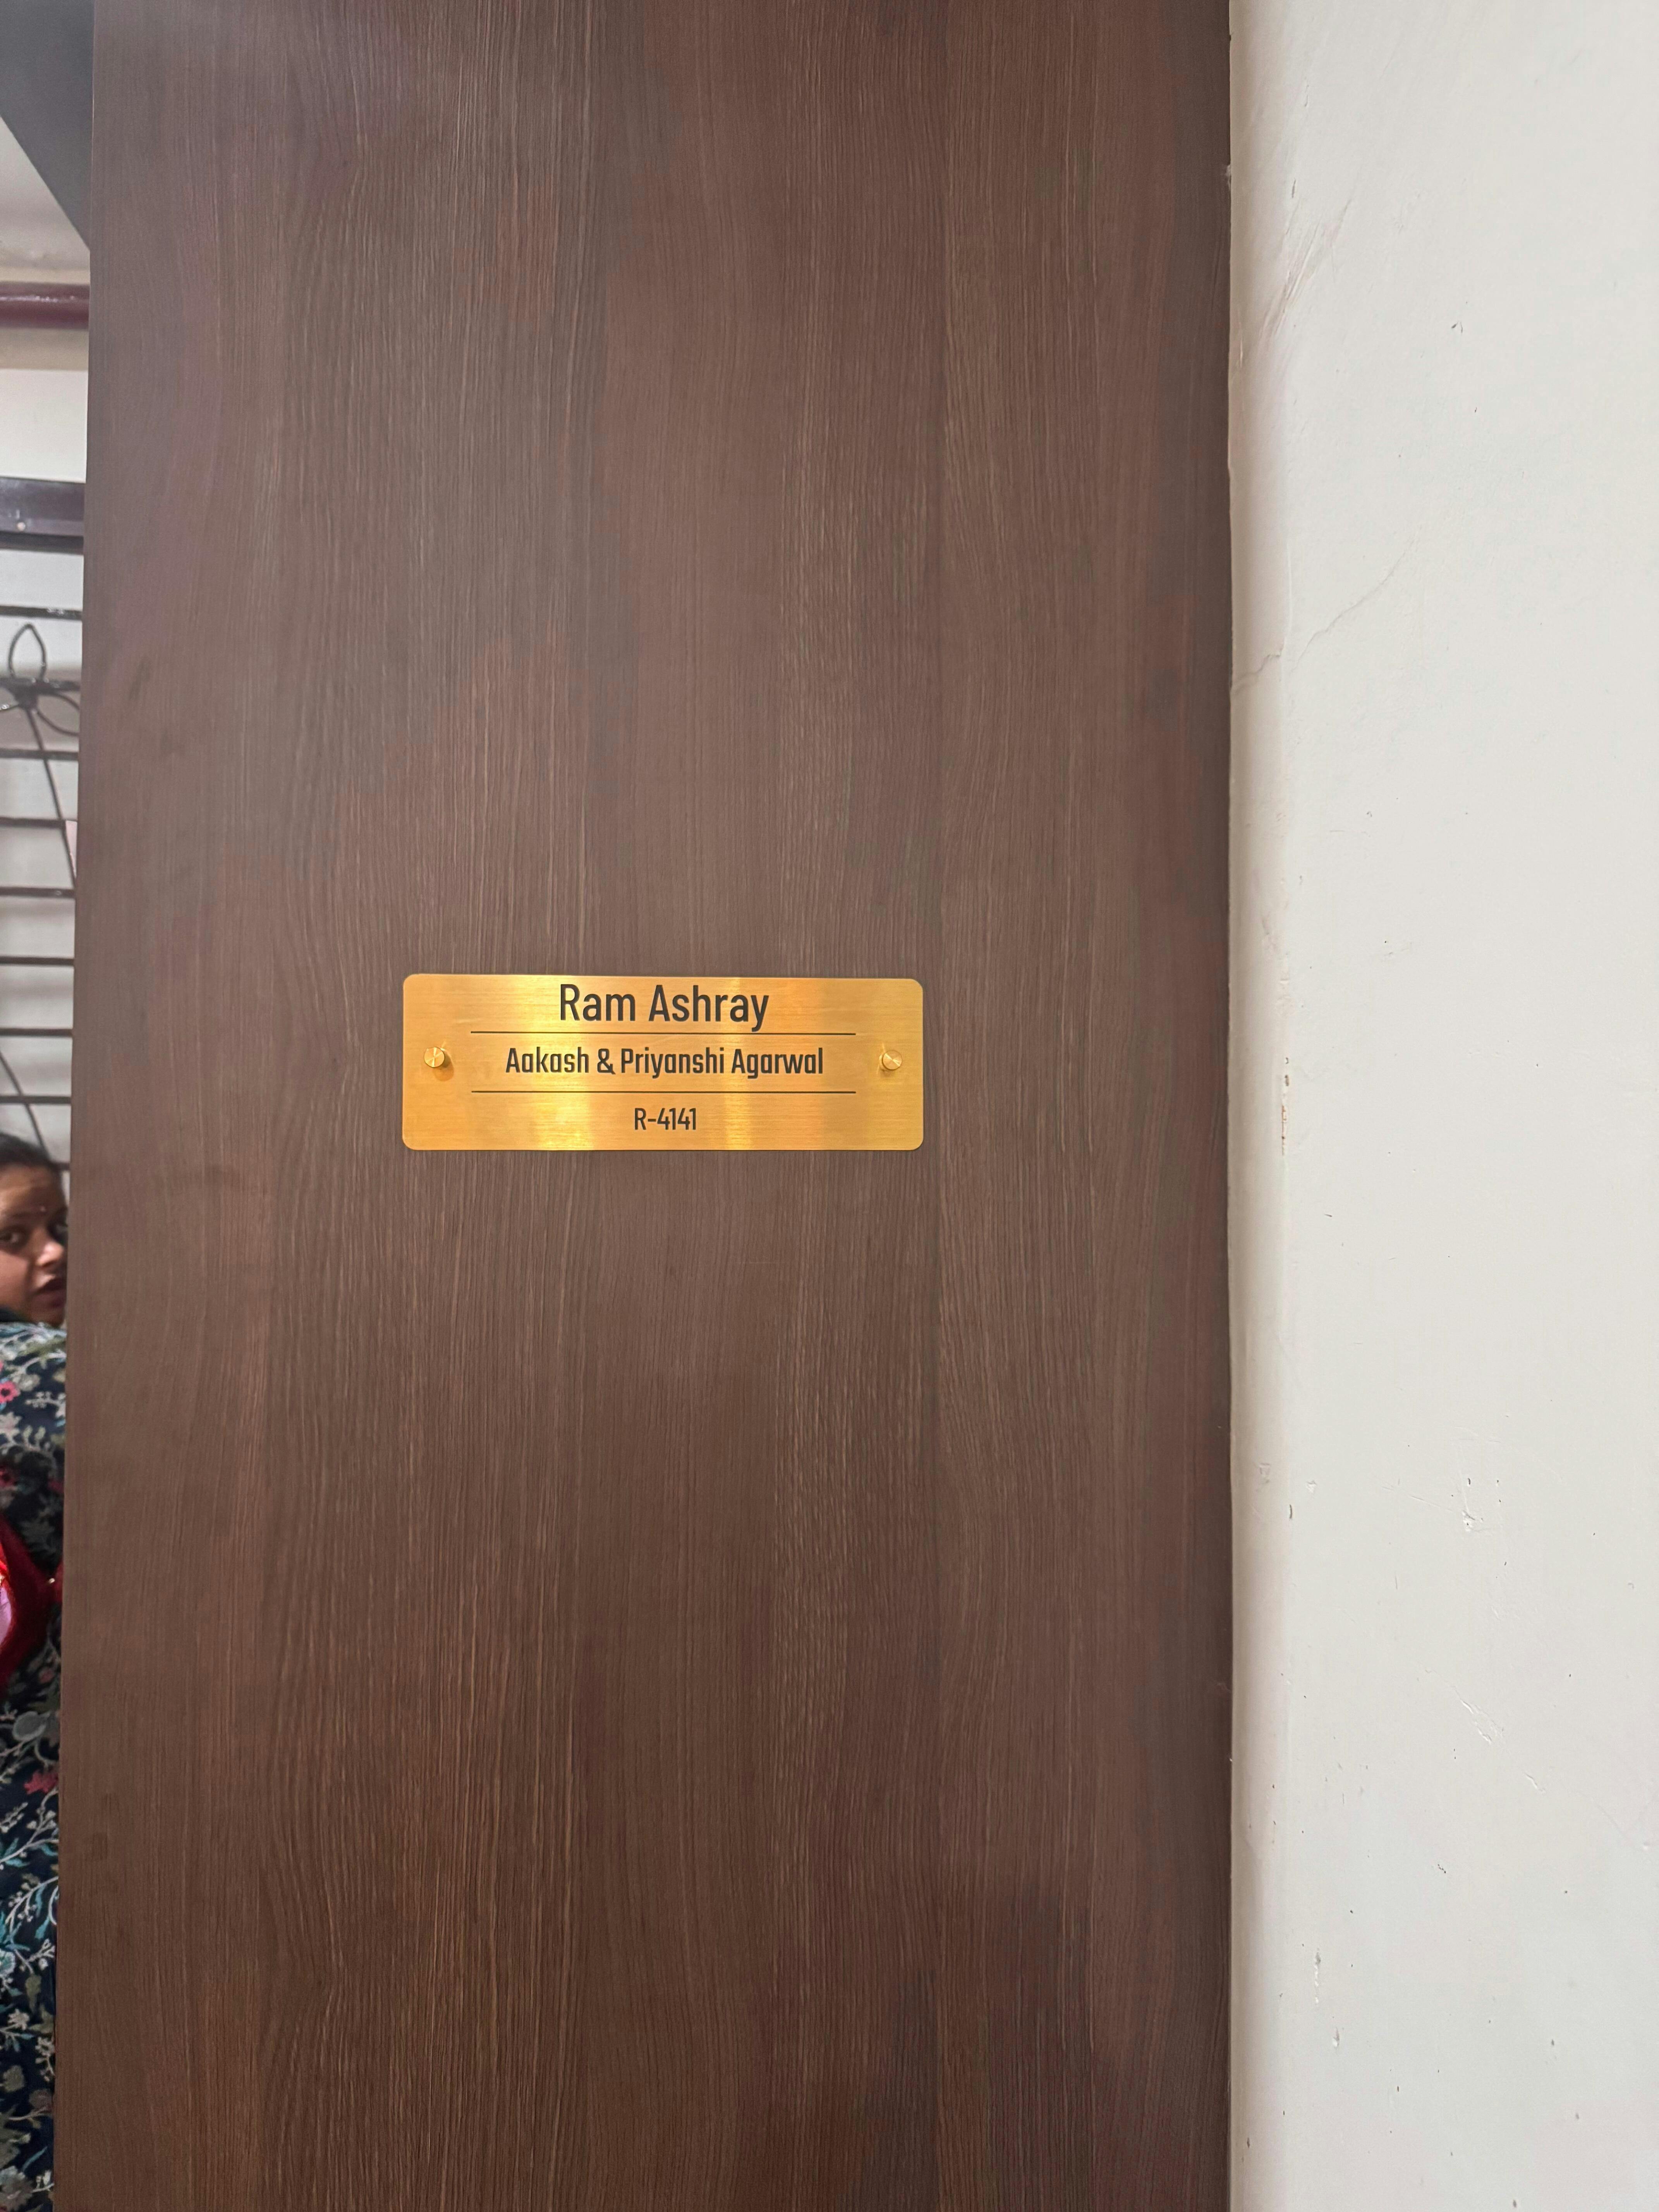 Ram Ashray
Aakash & Priyanshi Agarwal
R-4141